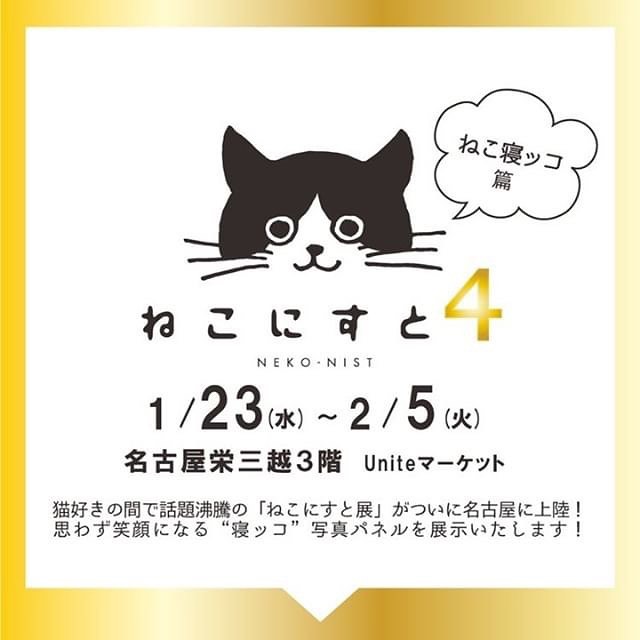 ねこ寝ッコ
篇
ねこにすと4
NEKO-NIST
1/23(水)～2/5(火)
名古屋栄三越3階 Uniteマーケット
猫好きの間で話題沸騰の「ねこにすと展」がついに名古屋に上陸！
思わず笑顔になる“寝ッコ”写真パネルを展示いたします！